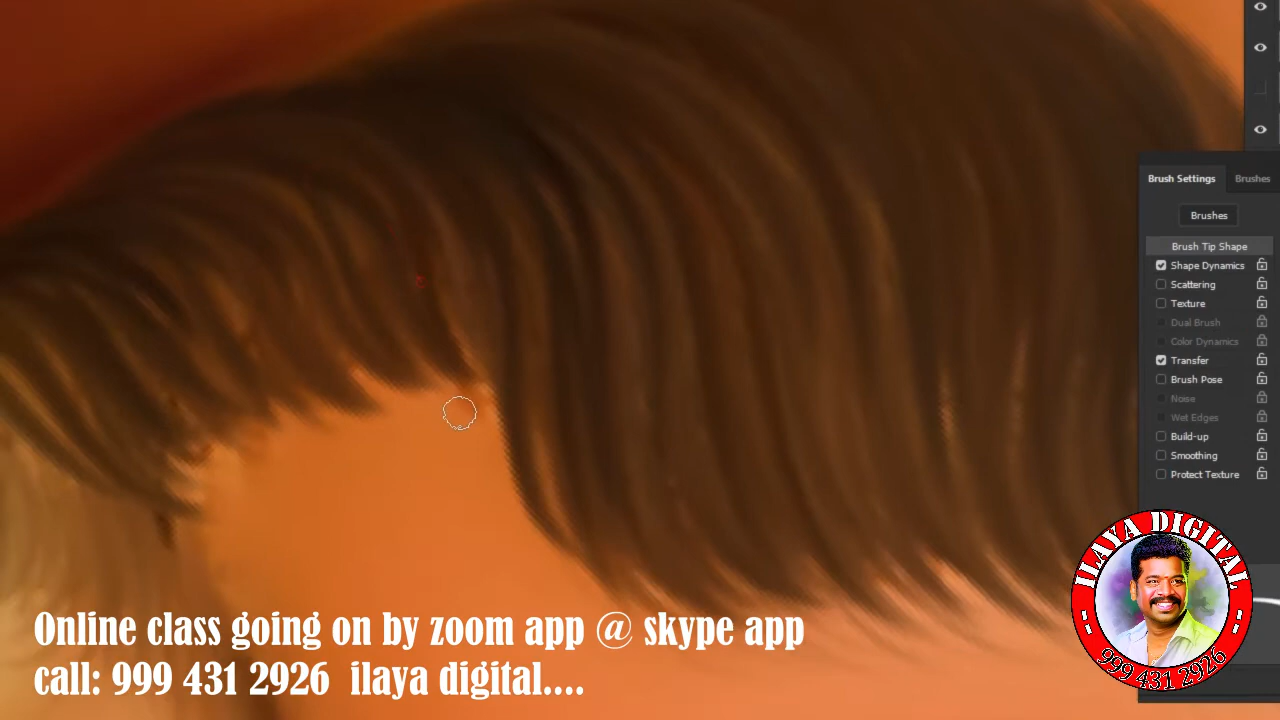 Brush Settings Brushes
Brushes
Brush Tip Shape
Shape Dynamics
Scattering
Texture
Dual Brush
Color Dynamics
Transfer
Brush Pose
Noise
Wet Edges
Build-up
Smoothing
Protect Texture
ILAYA DIGITAL
999 431 2926
Online class going on by zoom app @ skype app
call: 999 431 2926 ilaya digital....